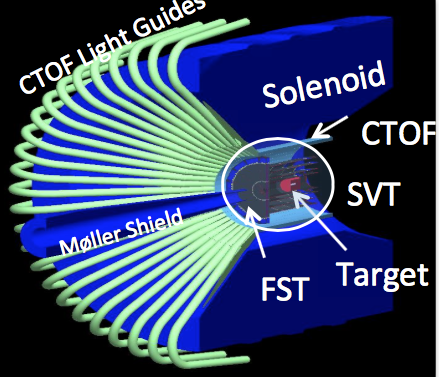 CTOF Light Guides
Solenoid
CTOF
SVT
Møller Shield
FST
Target